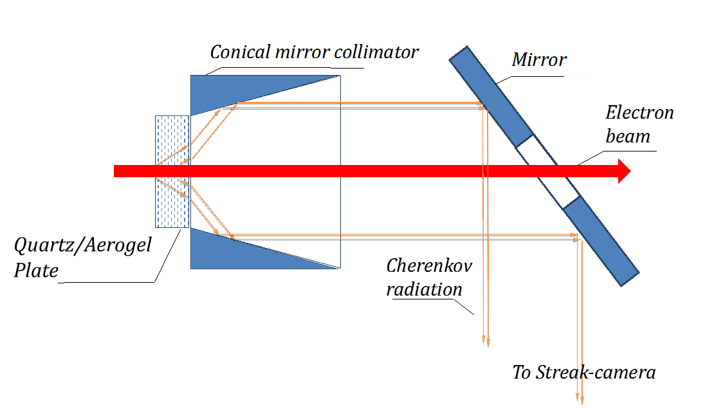 Conical mirror collimator
Mirror
Electron
beam
Quartz/Aerogel
Plate
Cherenkov
radiation
To Streak-camera